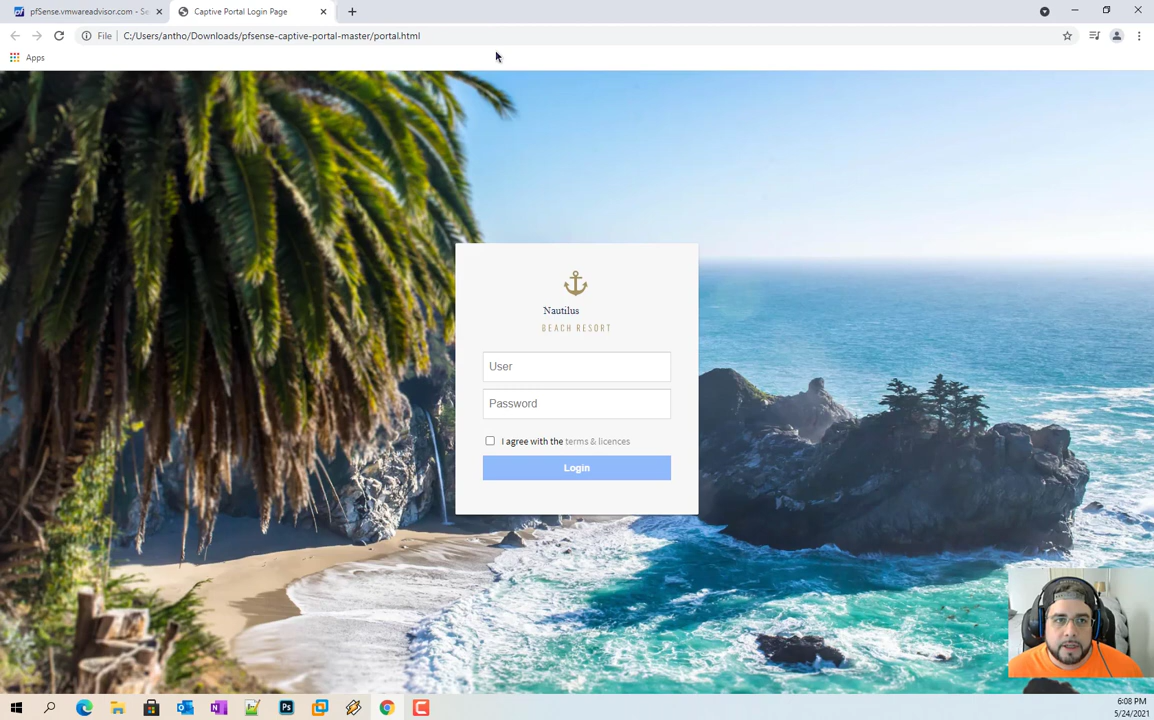 pfSense.vmwareadvisor.com - Se
Captive Portal Login Page
File
C:/Users/antho/Downloads/pfsense-captive-portal-master/portal.html
Apps
Nautilus
BEACH RESORT
User
Password
I agree with the terms & licences
Login
6:08 PM
5/24/2021